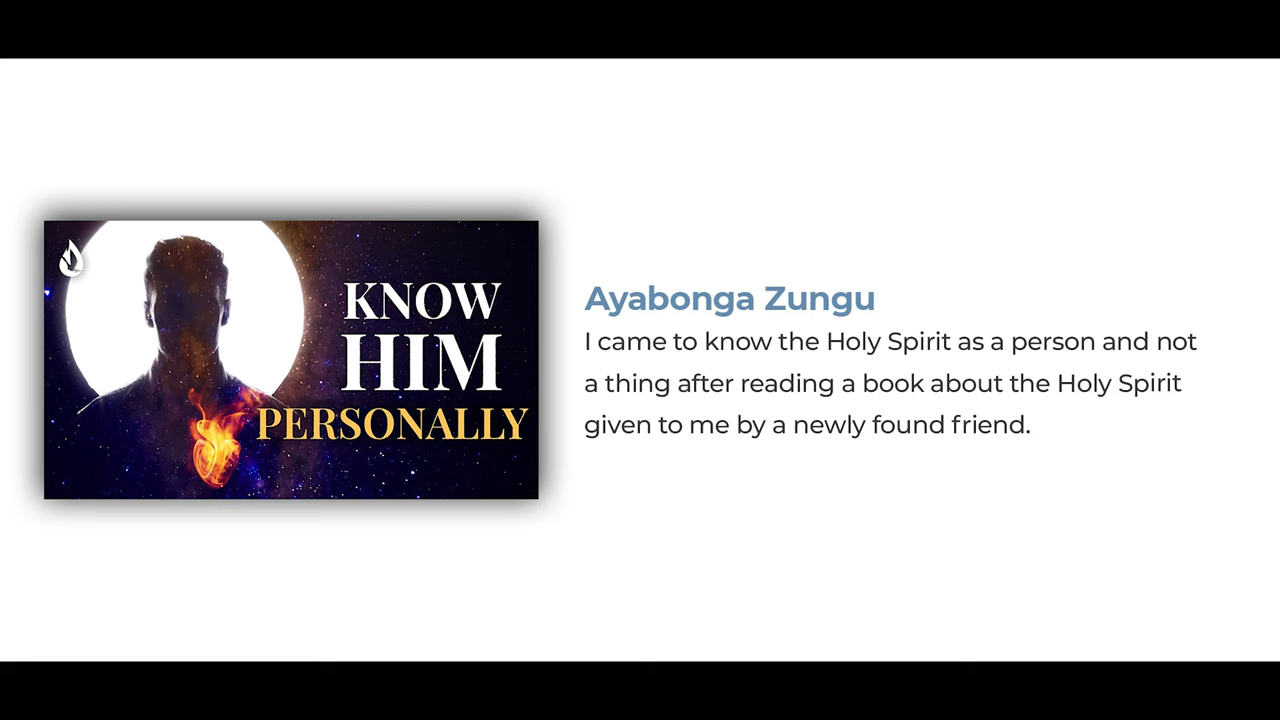 KNOW
HIM
PERSONALLY
Ayabonga Zungu
I came to know the Holy Spirit as a person and not
a thing after reading a book about the Holy Spirit
given to me by a newly found friend.